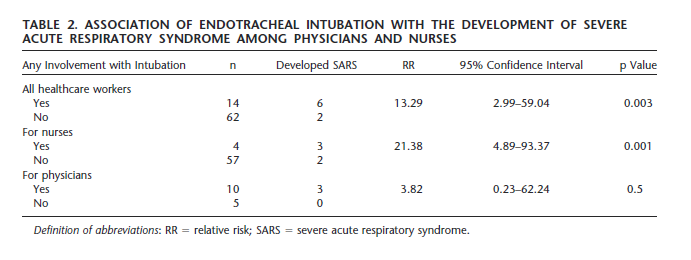 TABLE 2. ASSOCIATION OF ENDOTRACHEAL INTUBATION WITH THE DEVELOPMENT OF SEVERE
ACUTE RESPIRATORY SYNDROME AMONG PHYSICIANS AND NURSES
Any Involvement with Intubation n Developed SARS RR 95% Confidence Interval p Value
All healthcare workers
Yes 14 6 13.29 2.99–59.04 0.003
No 62 2
For nurses
Yes 4 3 21.38 4.89–93.37 0.001
No 57 2
For physicians
Yes 10 3 3.82 0.23–62.24 0.5
No 5 0
Definition of abbreviations: RR = relative risk; SARS = severe acute respiratory syndrome.